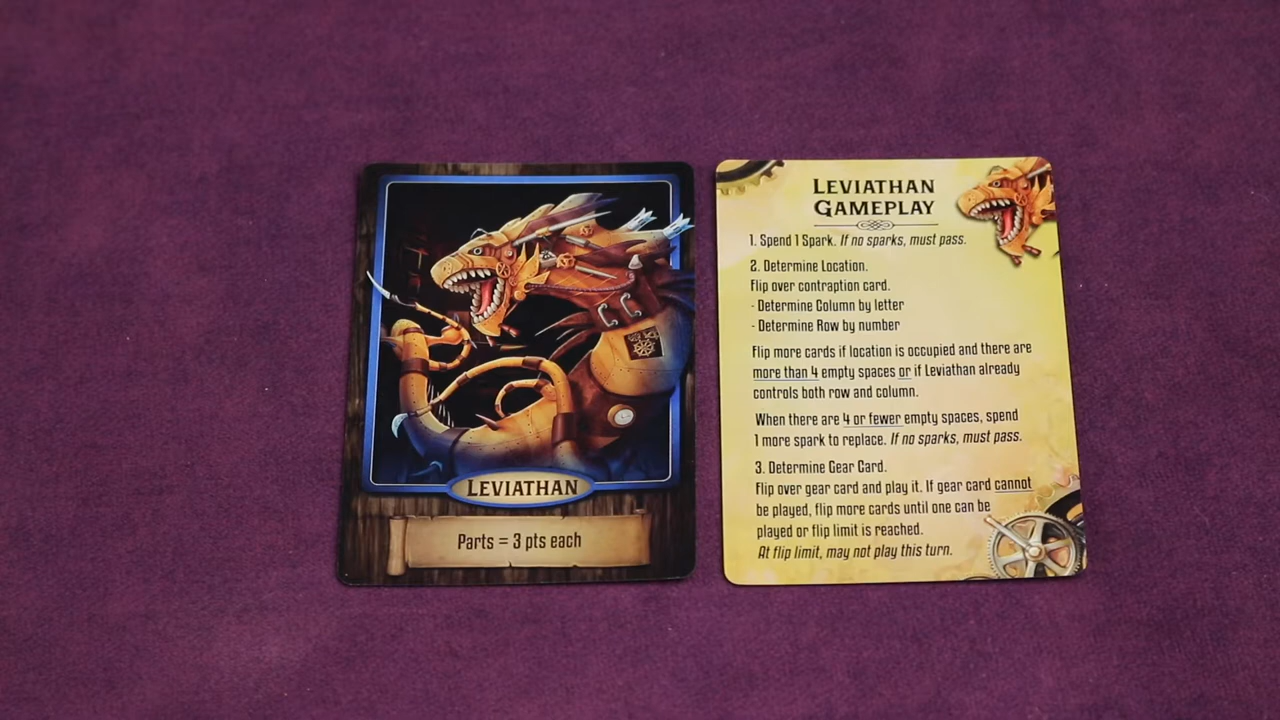 LEVIATHAN
Parts = 3 pts each
LEVIATHAN
GAMEPLAY
1. Spend 1 Spark. If no sparks, must pass.
2. Determine Location.
Flip over contraption card.
- Determine Column by letter
- Determine Row by number
Flip more cards if location is occupied and there are
more than 4 empty spaces or if Leviathan already
controls both row and column.
When there are 4 or fewer empty spaces, spend
1 more spark to replace. If no sparks, must pass.
3. Determine Gear Card.
Flip over gear card and play it. If gear card cannot
be played, flip more cards until one can be
played or flip limit is reached.
At flip limit, may not play this turn.